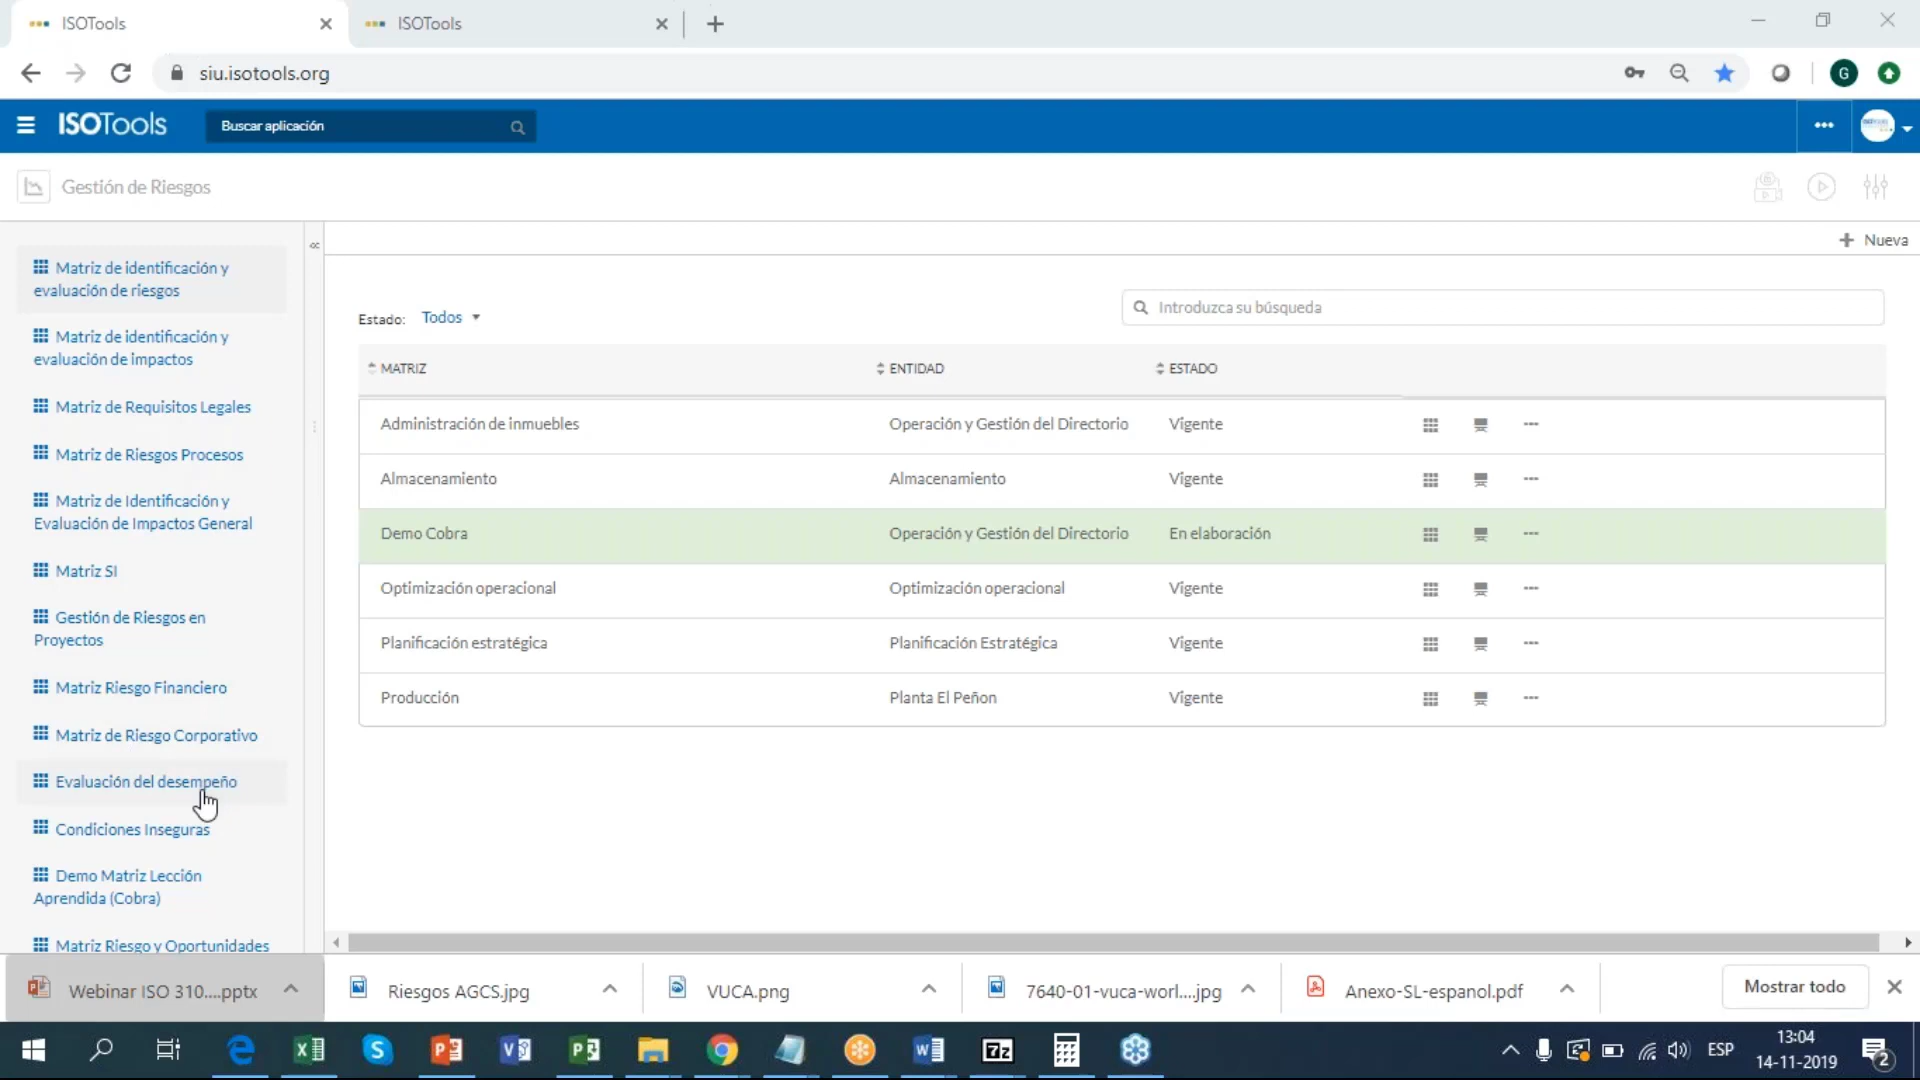 ISOTools
ISOTools
siu.isotools.org
ISOTools
Buscar aplicación
Gestión de Riesgos
Nueva
Matriz de identificación y
evaluación de riesgos
Matriz de identificación y
evaluación de impactos
Matriz de Requisitos Legales
Matriz de Riesgos Procesos
Matriz de Identificación y
Evaluación de Impactos General
Matriz SI
Gestión de Riesgos en
Proyectos
Matriz Riesgo Financiero
Matriz de Riesgo Corporativo
Evaluación del desempeño
Condiciones Inseguras
Demo Matriz Lección
Aprendida (Cobra)
Matriz Riesgo y Oportunidades
Estado: Todos
Introduzca su búsqueda
MATRIZ ENTIDAD ESTADO
Administración de inmuebles Operación y Gestión del Directorio Vigente
Almacenamiento Almacenamiento Vigente
Demo Cobra Operación y Gestión del Directorio En elaboración
Optimización operacional Optimización operacional Vigente
Planificación estratégica Planificación Estratégica Vigente
Producción Planta El Peñon Vigente
Webinar ISO 310....pptx Riesgos AGCS.jpg VUCA.png 7640-01-vuca-worl....jpg Anexo-SL-espanol.pdf Mostrar todo
ESP
13:04
14-11-2019
2